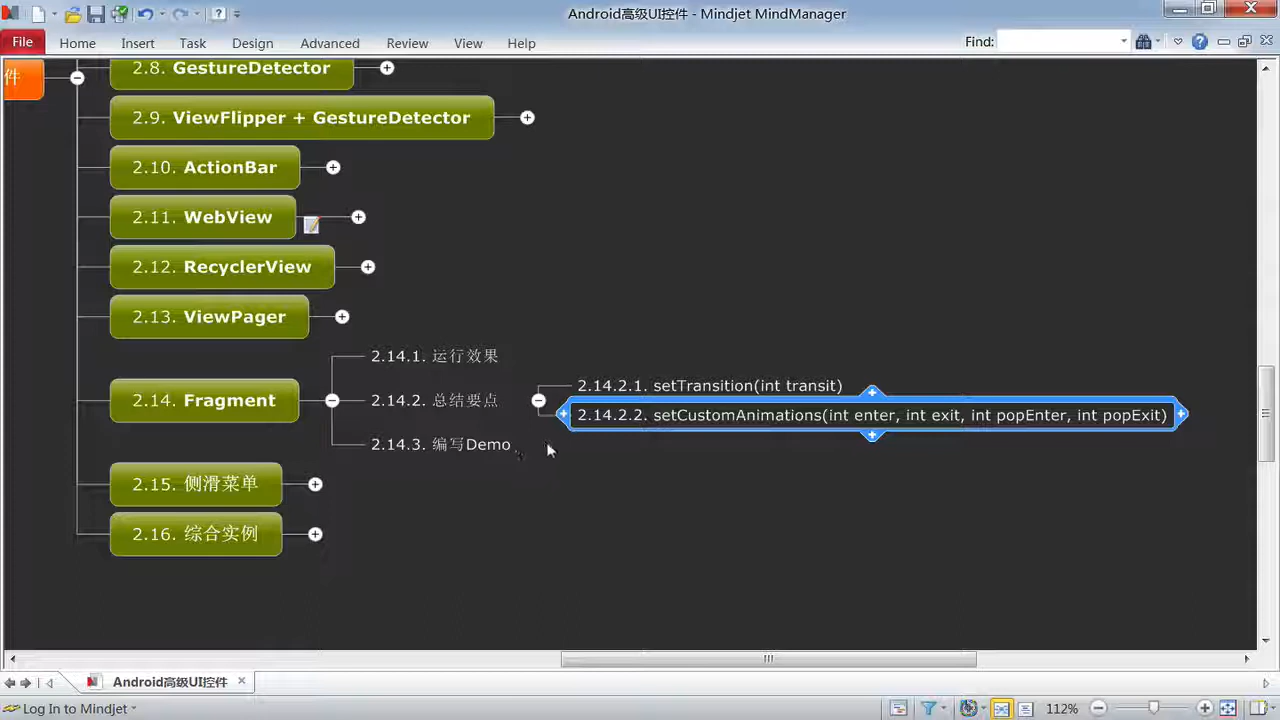 Android高级UI控件 - Mindjet MindManager
File Home Insert Task Design Advanced Review View Help Find:
件
2.8. GestureDetector
2.9. ViewFlipper + GestureDetector
2.10. ActionBar
2.11. WebView
2.12. RecyclerView
2.13. ViewPager
2.14. Fragment
2.14.1. 运行效果
2.14.2. 总结要点
2.14.2.1. setTransition(int transit)
2.14.2.2. setCustomAnimations(int enter, int exit, int popEnter, int popExit)
2.14.3. 编写Demo
2.15. 侧滑菜单
2.16. 综合实例
Android高级UI控件
Log In to Mindjet
112%